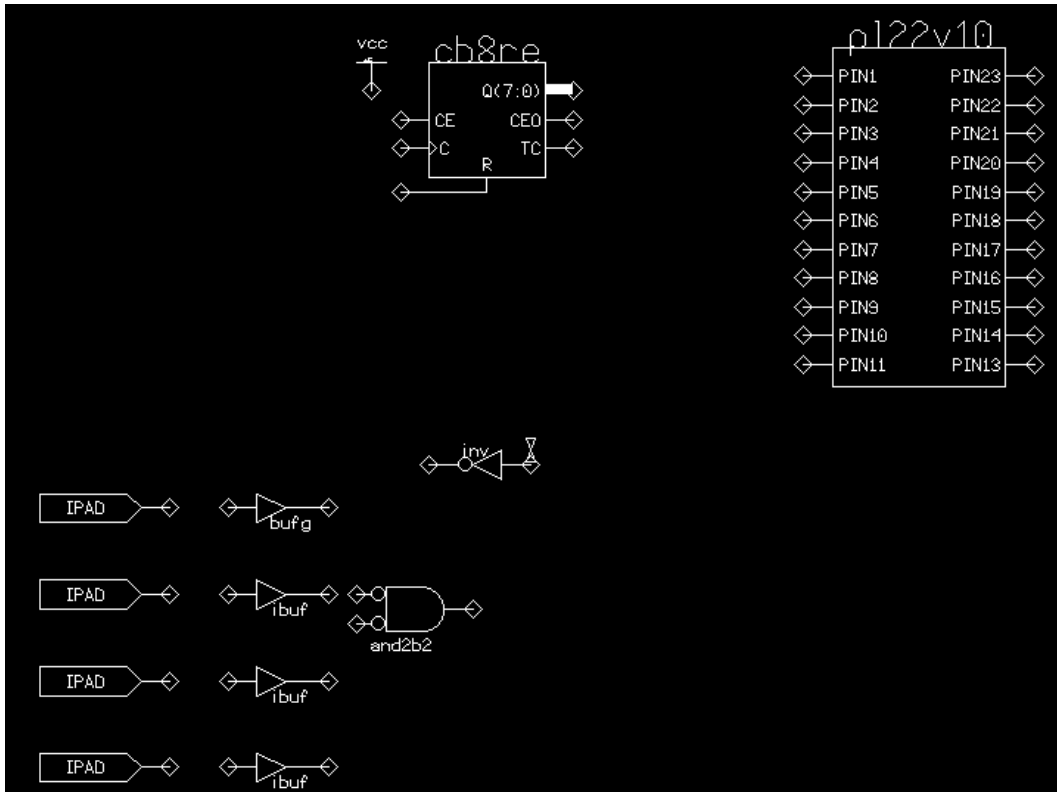 vcc
cb8re
Q(7:0)
CE
CEO
C
TC
R
pl22v10
PIN1 PIN23
PIN2 PIN22
PIN3 PIN21
PIN4 PIN20
PIN5 PIN19
PIN6 PIN18
PIN7 PIN17
PIN8 PIN16
PIN9 PIN15
PIN10 PIN14
PIN11 PIN13
inv
IPAD
bufg
IPAD
ibuf
and2b2
IPAD
ibuf
IPAD
ibuf